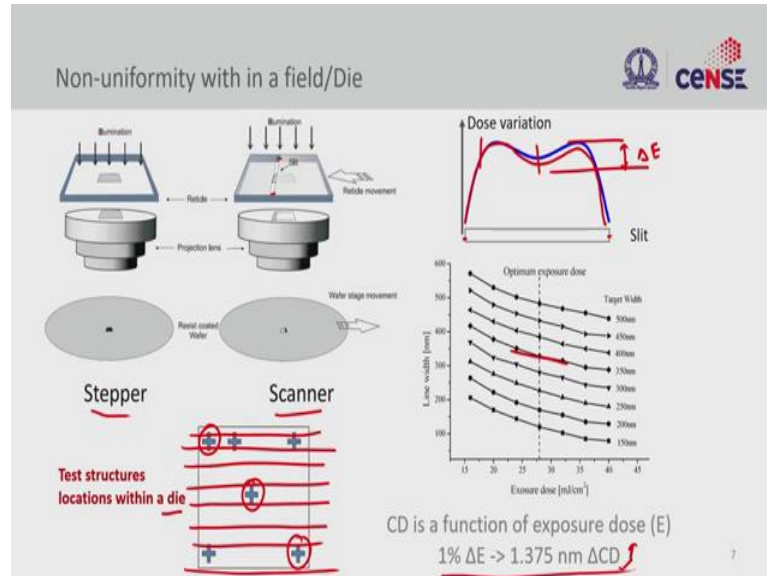 Non-uniformity with in a field/Die
CeNSE
Illumination
Illumination
Slit
Reticle movement
Reticle
Projection lens
Wafer stage movement
Resist coated
Wafer
Stepper
Scanner
Test structures
locations within a die
Dose variation
ΔE
Slit
600
500
400
300
200
100
Line width [nm]
Optimum exposure dose
Target Width
500nm
450nm
400nm
350nm
300nm
250nm
200nm
150nm
15 20 25 30 35 40 45
Exosure dose [mJ/cm²]
CD is a function of exposure dose (E)
1% ΔE -> 1.375 nm ΔCD
7